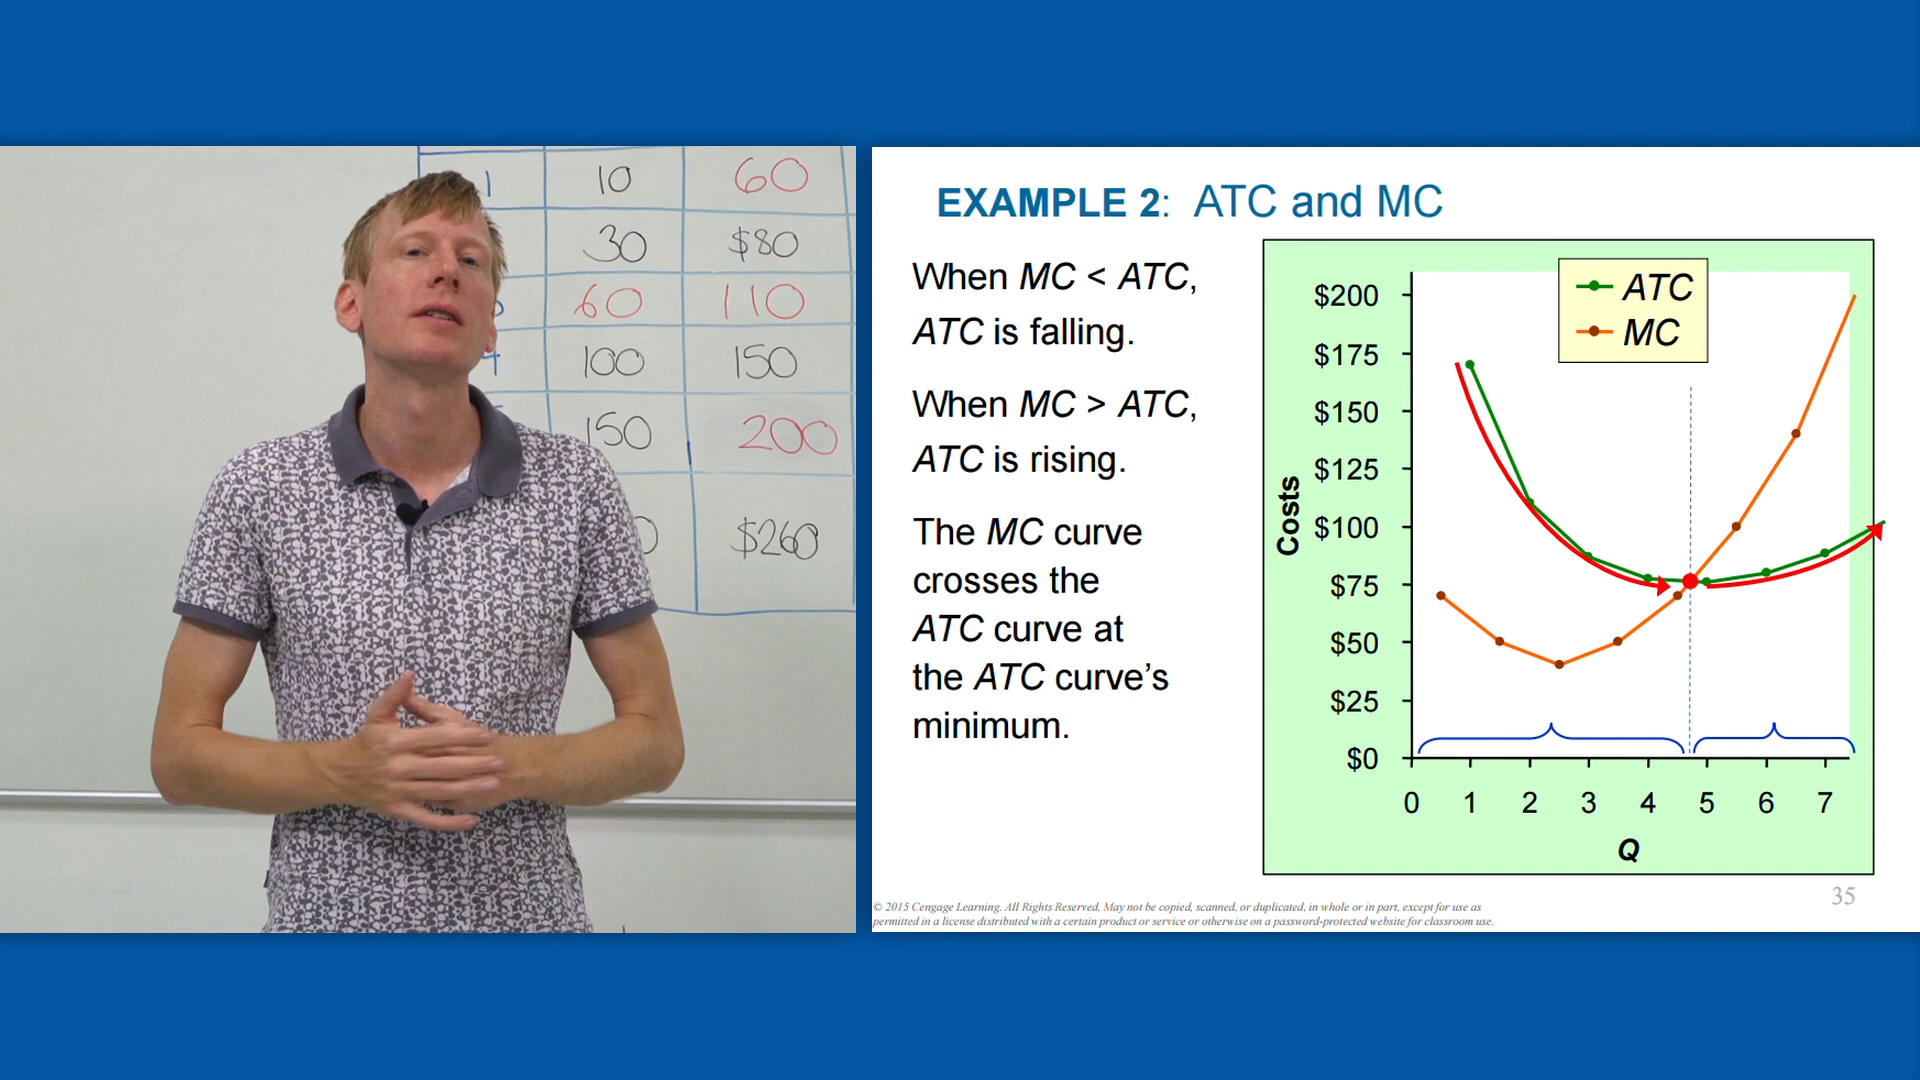 1 10 60
30 $80
60 110
100 150
150 200
$260
EXAMPLE 2: ATC and MC
When MC < ATC,
ATC is falling.
When MC > ATC,
ATC is rising.
The MC curve
crosses the
ATC curve at
the ATC curve’s
minimum.
ATC
MC
Costs
$200
$175
$150
$125
$100
$75
$50
$25
$0
0 1 2 3 4 5 6 7
Q
35
© 2015 Cengage Learning. All Rights Reserved. May not be copied, scanned, or duplicated, in whole or in part, except for use as
permitted in a license distributed with a certain product or service or otherwise on a password-protected website for classroom use.